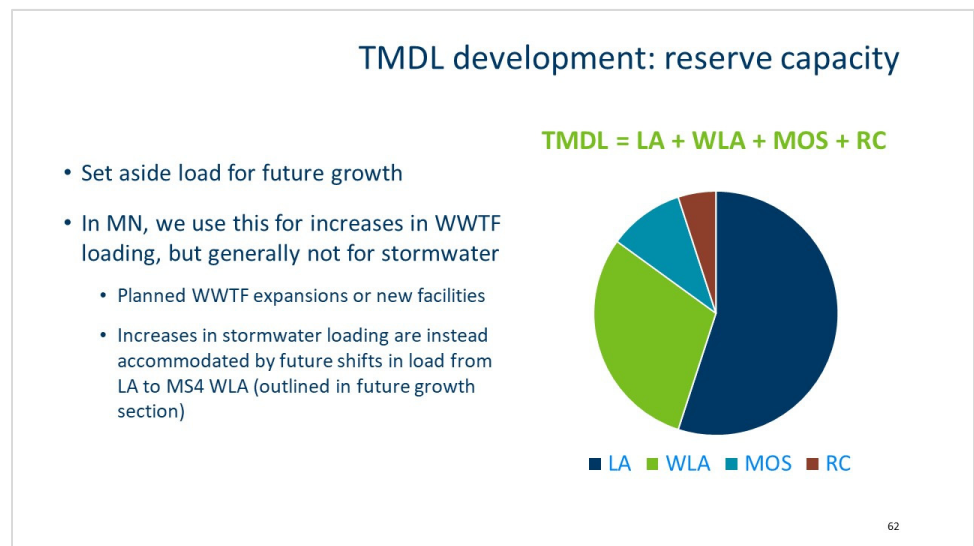 TMDL development: reserve capacity
TMDL = LA + WLA + MOS + RC
• Set aside load for future growth
• In MN, we use this for increases in WWTF
loading, but generally not for stormwater
• Planned WWTF expansions or new facilities
• Increases in stormwater loading are instead
accommodated by future shifts in load from
LA to MS4 WLA (outlined in future growth
section)
LA WLA MOS RC
62